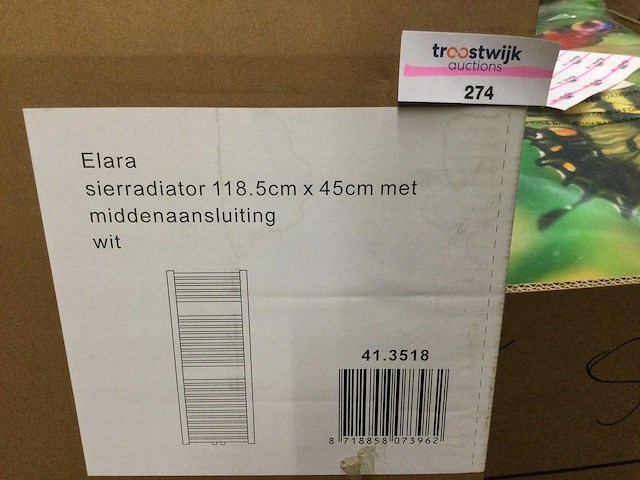 troostwijk
auctions
274
Elara
sierradiator 118.5cm x 45cm met
middenaansluiting
wit
41.3518
8 718858 073962